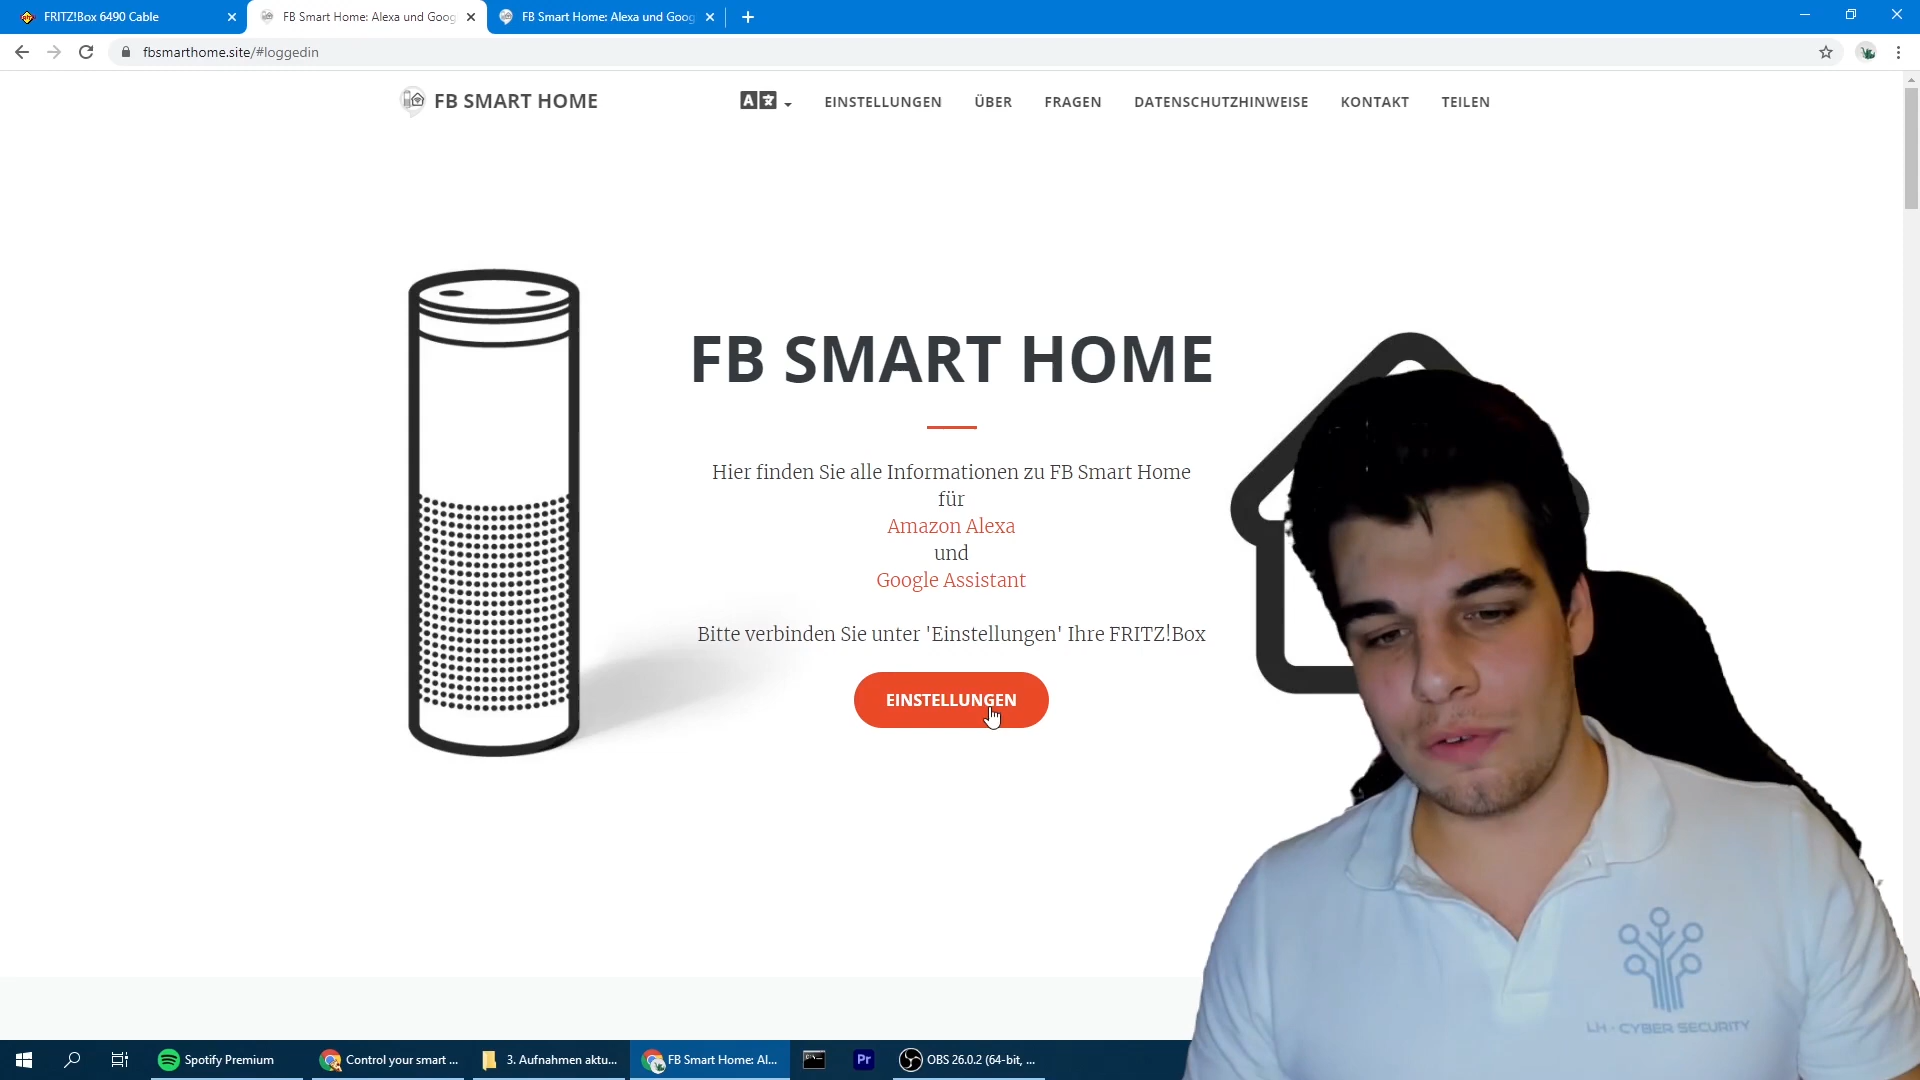 FRITZ!Box 6490 Cable
FB Smart Home: Alexa und Goog
FB Smart Home: Alexa und Goog
fbsmarthome.site/#loggedin
FB SMART HOME
A
EINSTELLUNGEN
ÜBER
FRAGEN
DATENSCHUTZHINWEISE
KONTAKT
TEILEN
FB SMART HOME
Hier finden Sie alle Informationen zu FB Smart Home
für
Amazon Alexa
und
Google Assistant
Bitte verbinden Sie unter 'Einstellungen' Ihre FRITZ!Box
EINSTELLUNGEN
LH - CYBER SECURITY
Spotify Premium
Control your smart ...
3. Aufnahmen aktu...
FB Smart Home: Al...
Pr
OBS 26.0.2 (64-bit, ...